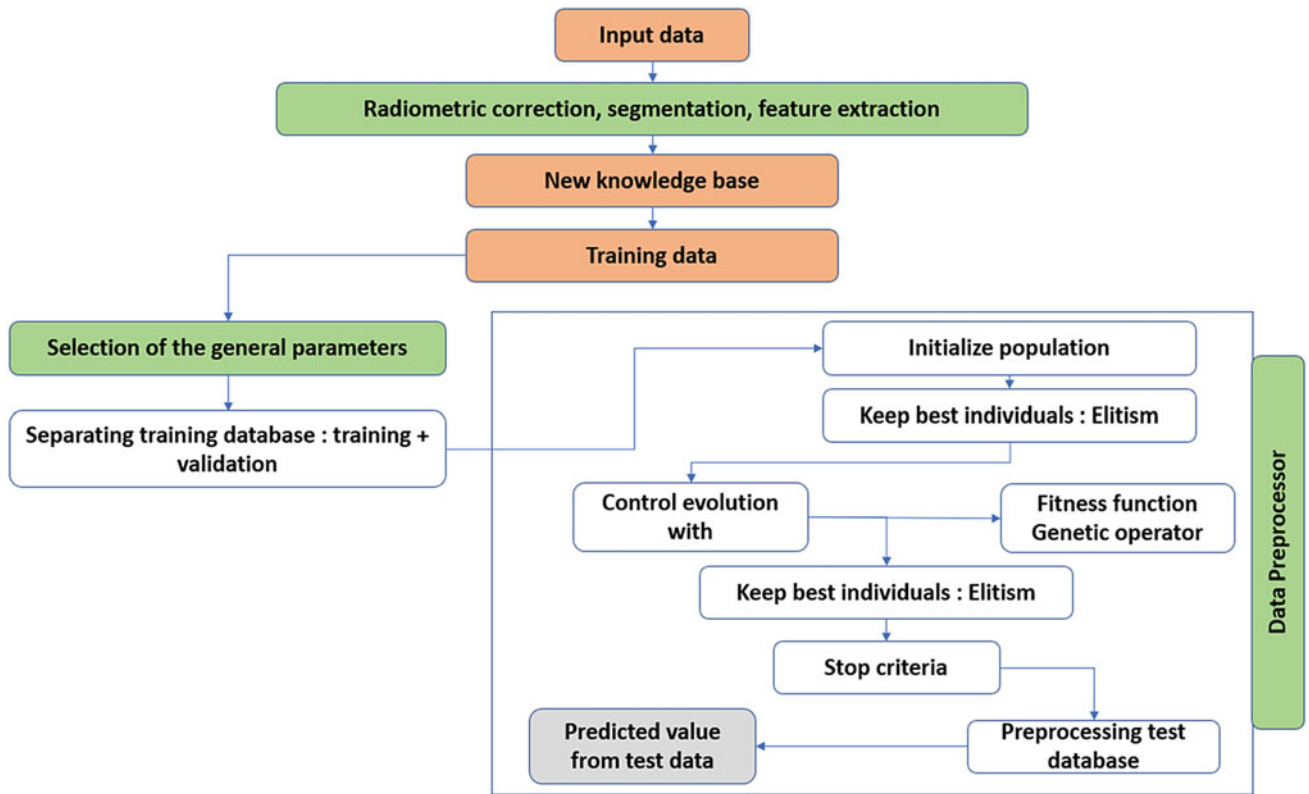 Input data
Radiometric correction, segmentation, feature extraction
New knowledge base
Training data
Selection of the general parameters
Separating training database : training +
validation
Initialize population
Keep best individuals : Elitism
Control evolution
with
Fitness function
Genetic operator
Keep best individuals : Elitism
Stop criteria
Preprocessing test
database
Predicted value
from test data
Data Preprocessor